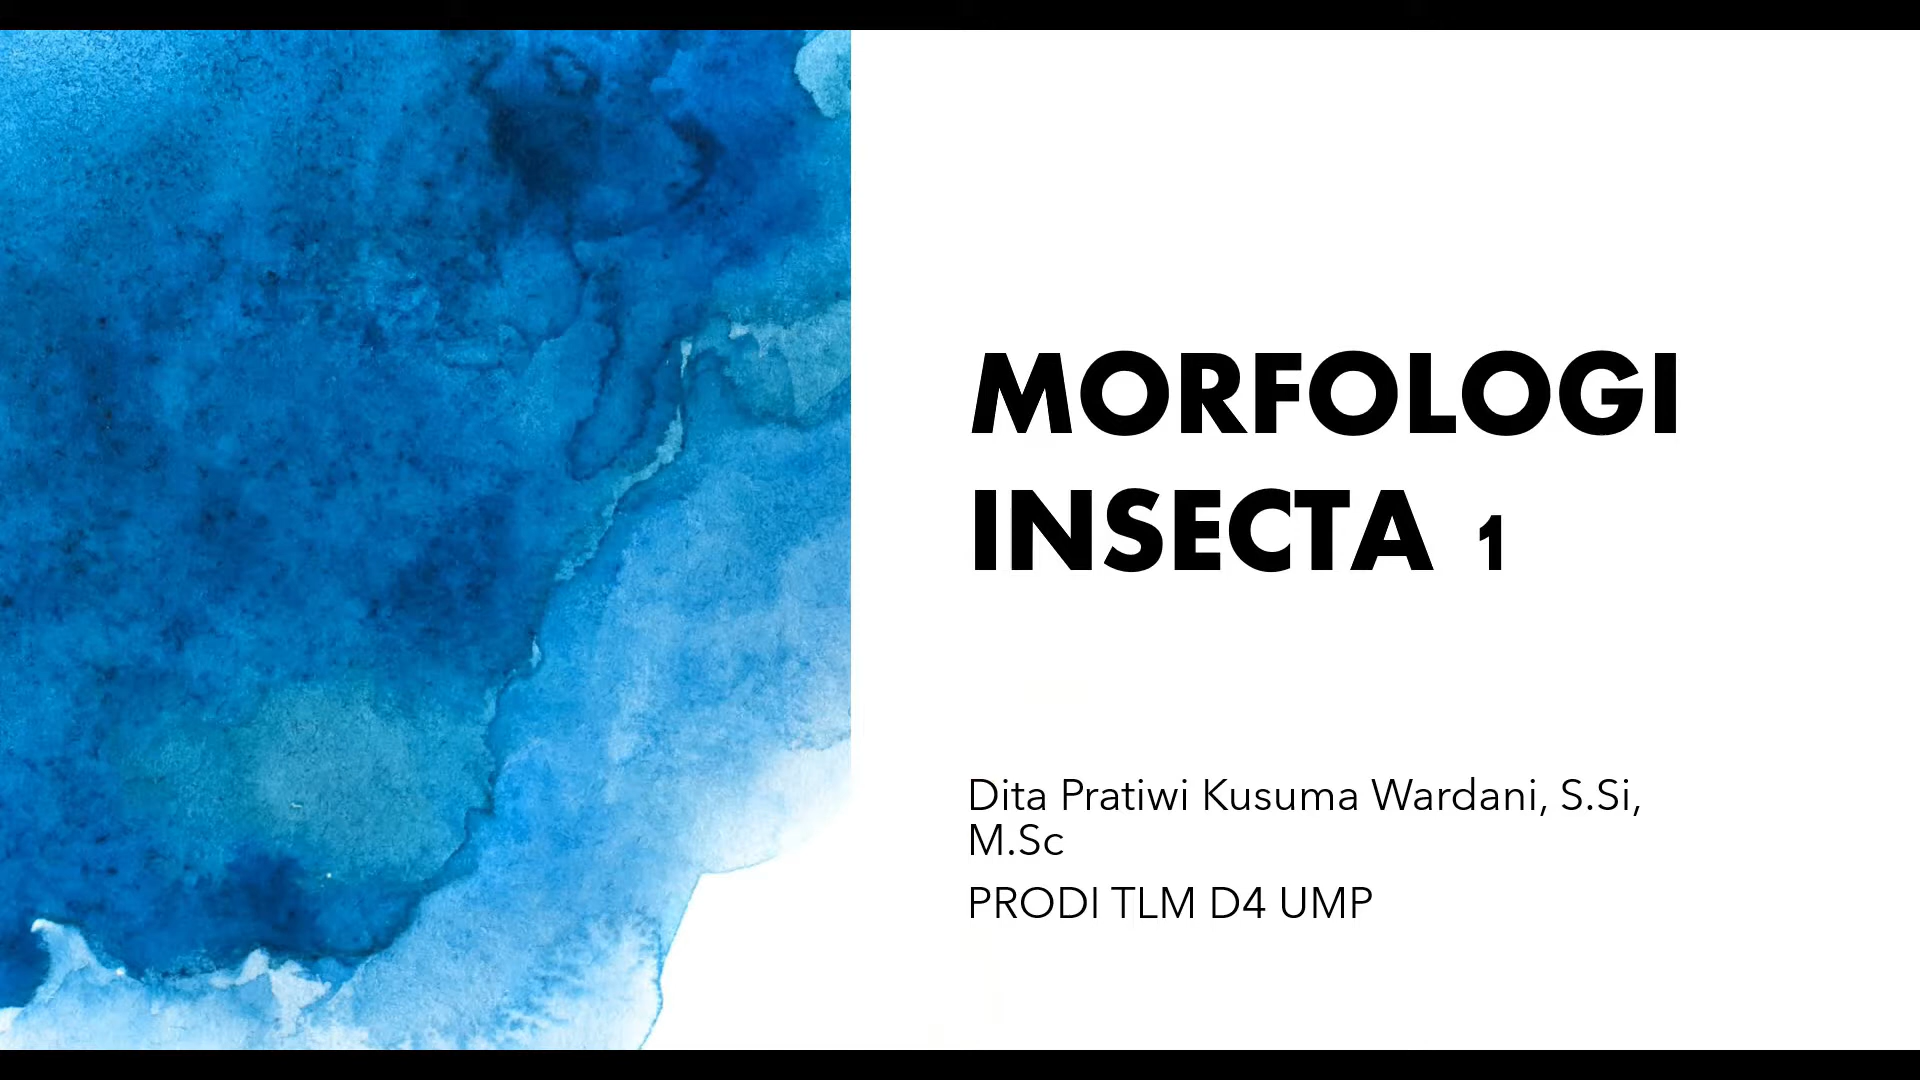 MORFOLOGI
INSECTA 1
Dita Pratiwi Kusuma Wardani, S.Si,
M.Sc
PRODI TLM D4 UMP